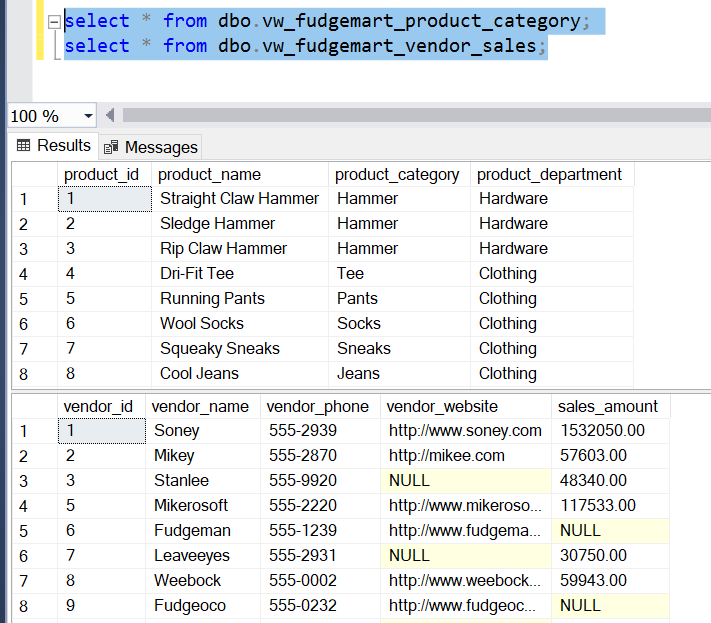 select * from dbo.vw_fudgemart_product_category;
select * from dbo.vw_fudgemart_vendor_sales;
100 %
Results Messages
product_id product_name product_category product_department
1 1 Straight Claw Hammer Hammer Hardware
2 2 Sledge Hammer Hammer Hardware
3 3 Rip Claw Hammer Hammer Hardware
4 4 Dri-Fit Tee Tee Clothing
5 5 Running Pants Pants Clothing
6 6 Wool Socks Socks Clothing
7 7 Squeaky Sneaks Sneaks Clothing
8 8 Cool Jeans Jeans Clothing
vendor_id vendor_name vendor_phone vendor_website sales_amount
1 1 Soney 555-2939 http://www.soney.com 1532050.00
2 2 Mikey 555-2870 http://mikee.com 57603.00
3 3 Stanlee 555-9920 NULL 48340.00
4 5 Mikerosoft 555-2220 http://www.mikeroso... 117533.00
5 6 Fudgeman 555-1239 http://www.fudgema... NULL
6 7 Leaveeyes 555-2931 NULL 30750.00
7 8 Weebock 555-0002 http://www.weebock... 59943.00
8 9 Fudgeoco 555-0232 http://www.fudgeoc... NULL